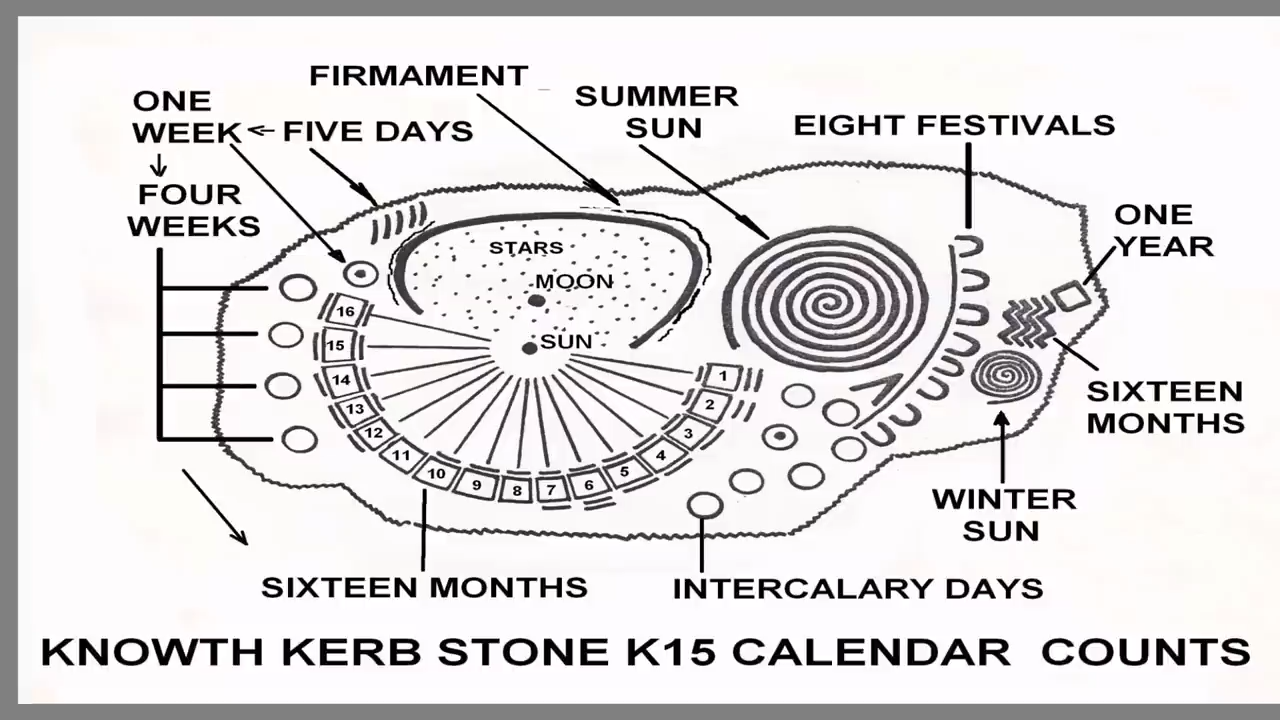 FIRMAMENT
ONE
WEEK
FIVE DAYS
FOUR
WEEKS
SUMMER
SUN
EIGHT FESTIVALS
ONE
YEAR
STARS
MOON
SUN
16
15
14
13
12
11
10
9
8
7
6
5
4
3
2
1
SIXTEEN
MONTHS
WINTER
SUN
SIXTEEN MONTHS
INTERCALARY DAYS
KNOWTH KERB STONE K15 CALENDAR COUNTS